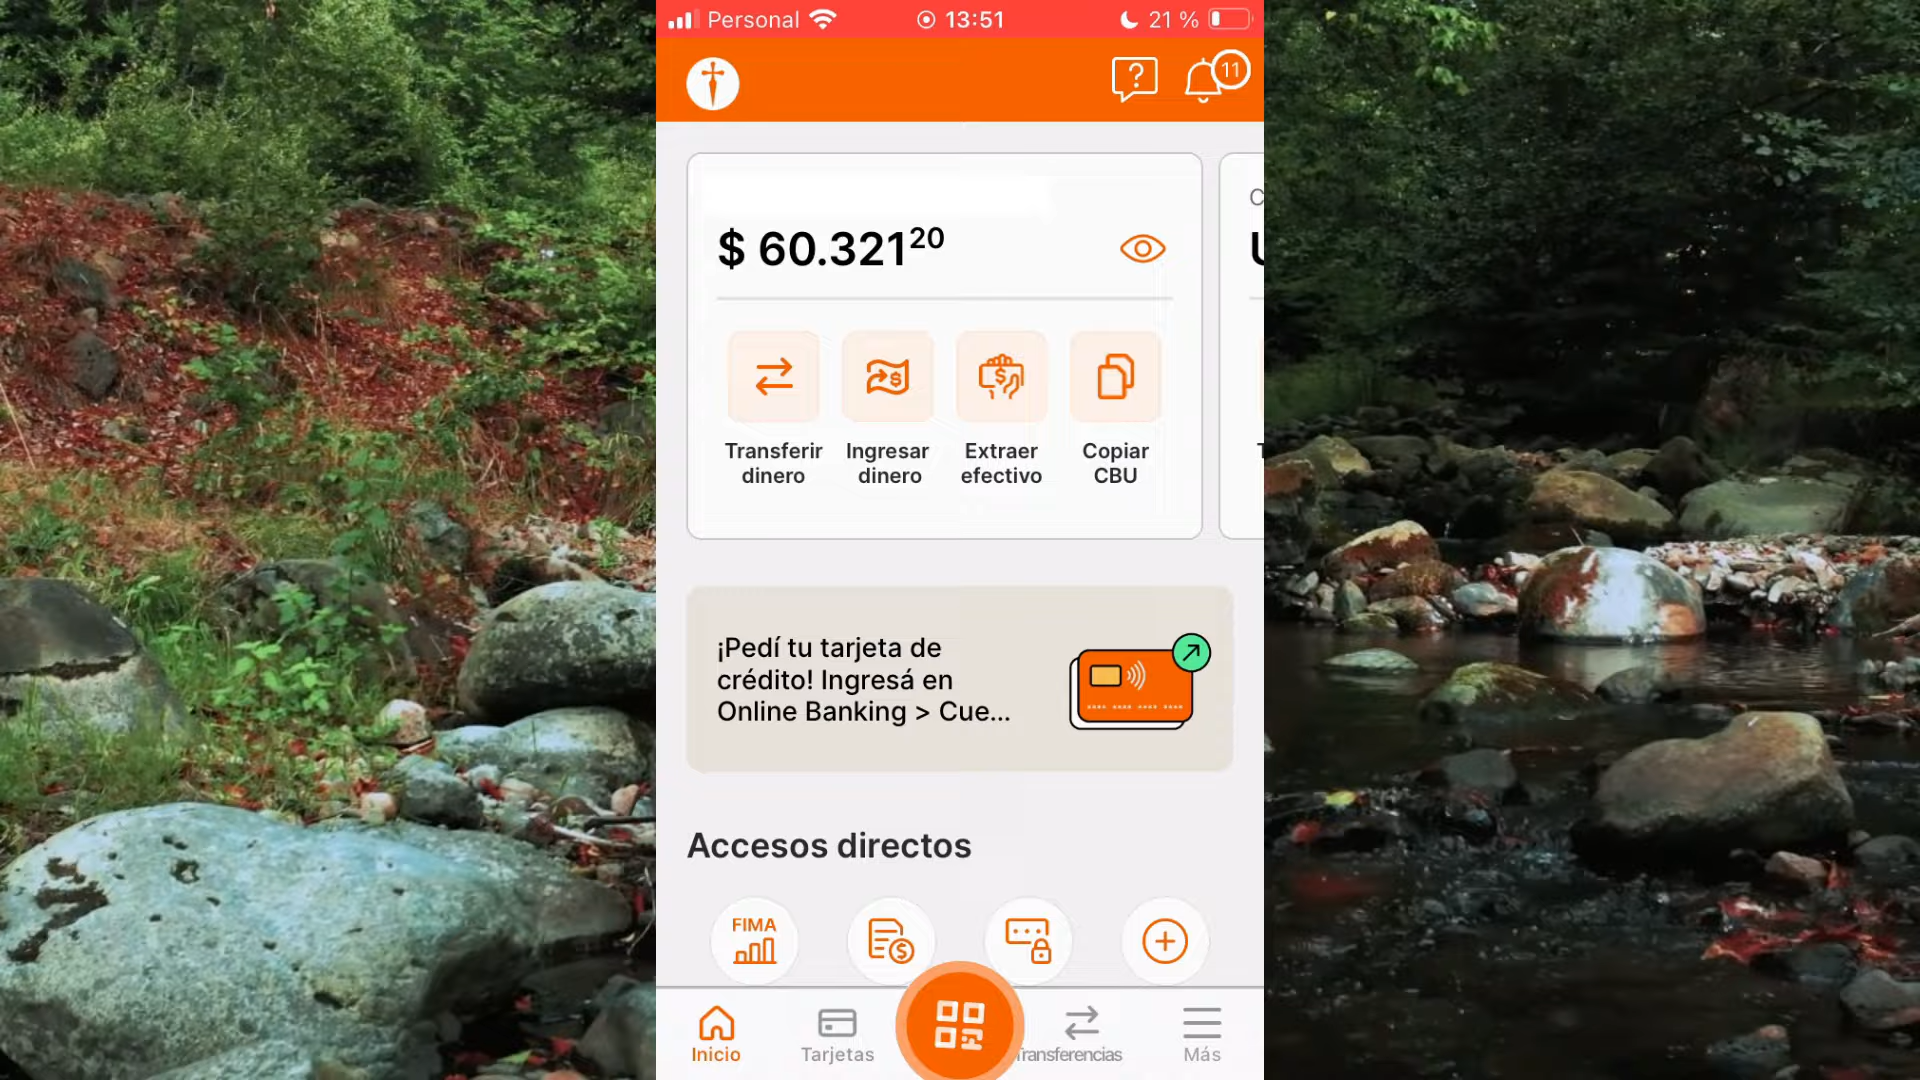 Personal
13:51
21 %
11
$ 60.321²⁰
Transferir dinero
Ingresar dinero
Extraer efectivo
Copiar CBU
¡Pedí tu tarjeta de
crédito! Ingresá en
Online Banking > Cue...
Accesos directos
FIMA
Inicio
Tarjetas
Transferencias
Más